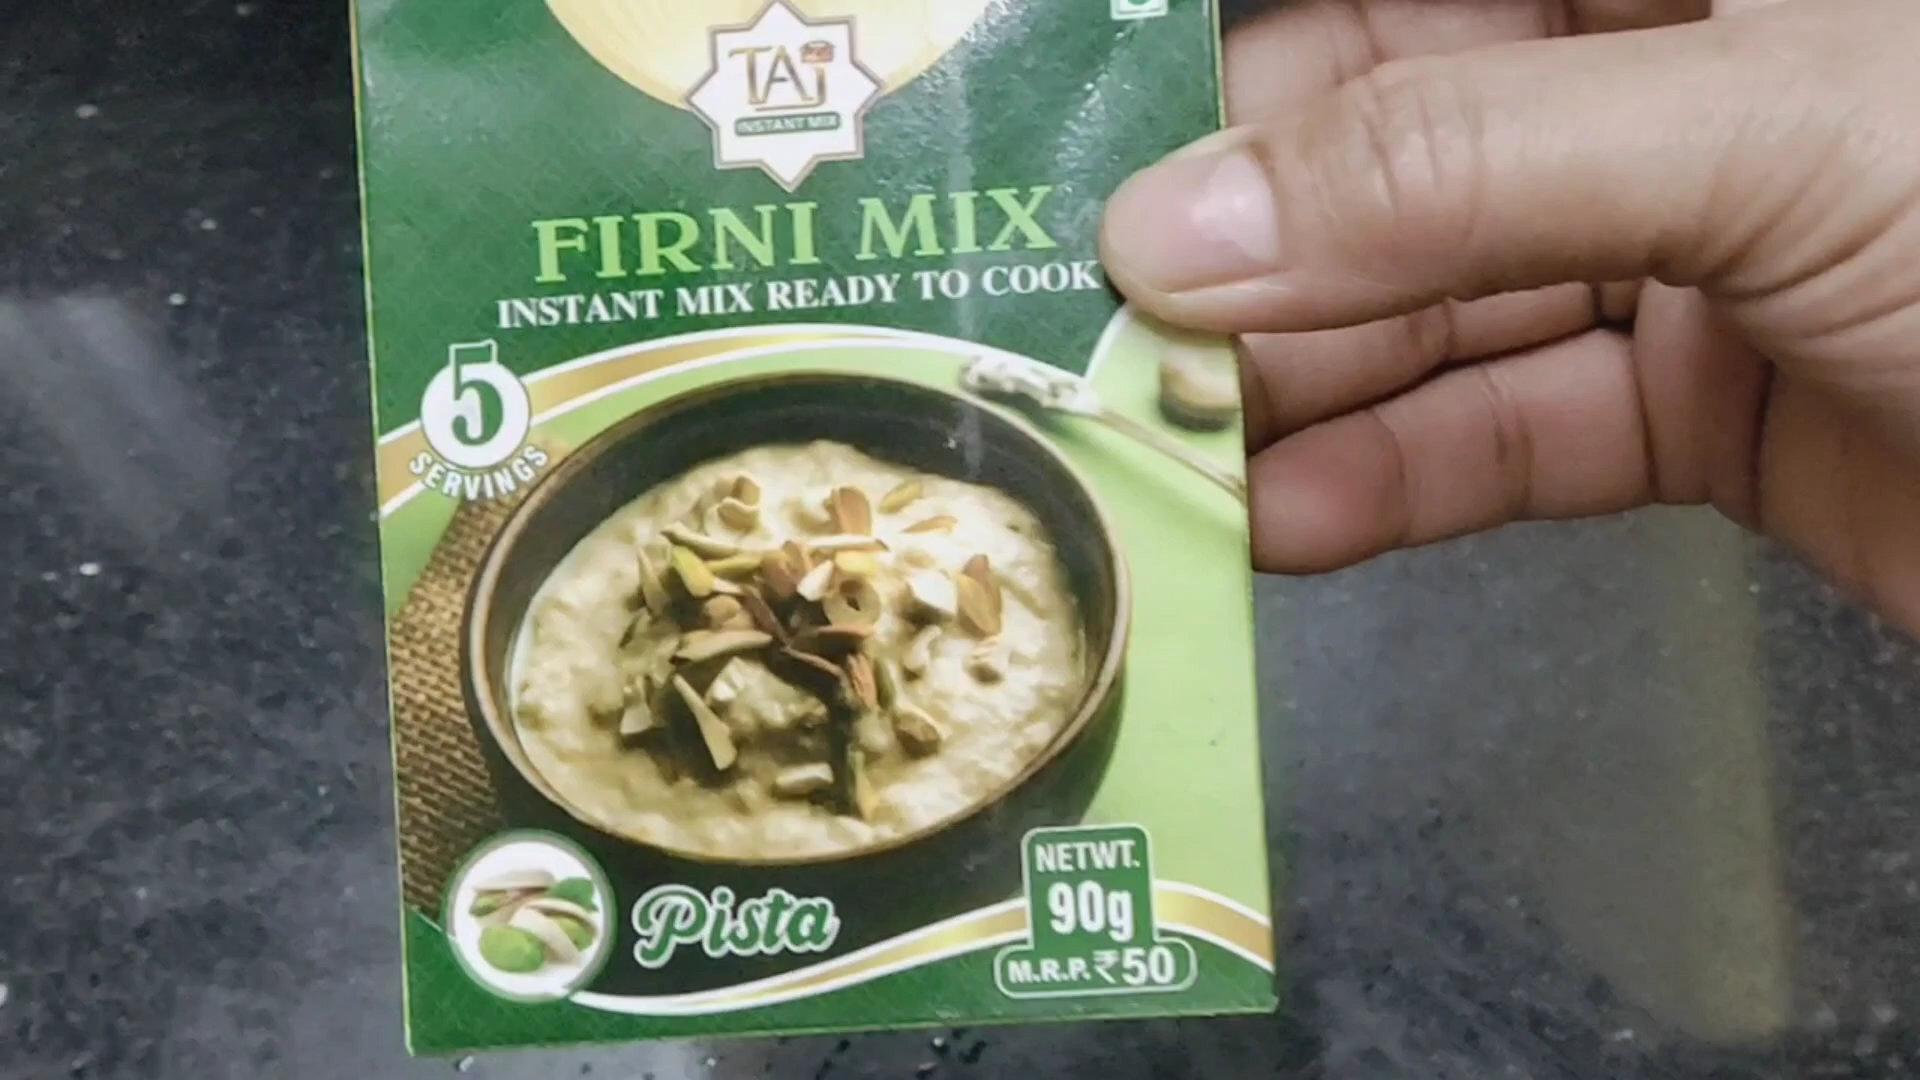 TAJ
INSTANT MIX
FIRNI MIX
INSTANT MIX READY TO COOK
5
SERVINGS
Pista
NETWT.
90g
M.R.P. ₹50